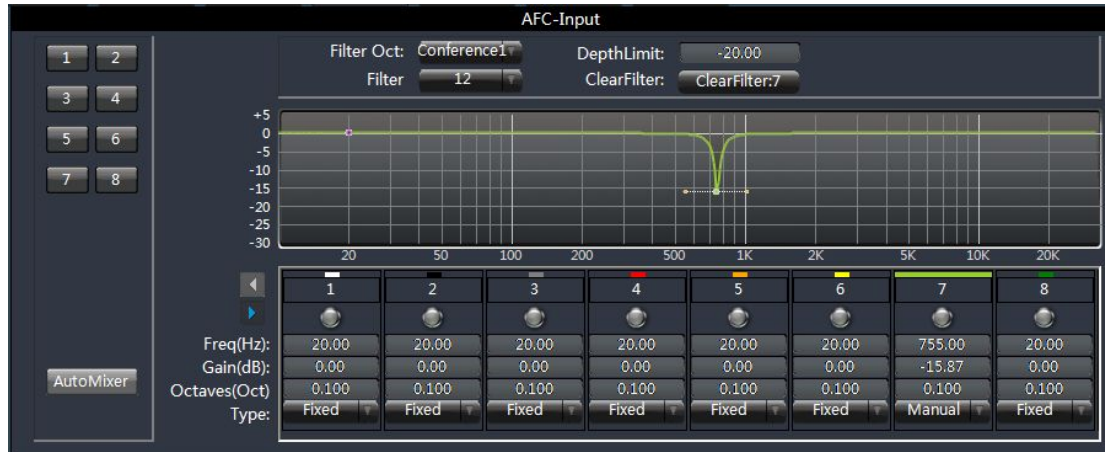 AFC-Input
1 2
3 4
5 6
7 8
AutoMixer
Filter Oct: Conference1 DepthLimit: -20.00
Filter 12 ClearFilter: ClearFilter:7
+5
0
-5
-10
-15
-20
-25
-30
20 50 100 200 500 1K 2K 5K 10K 20K
1 2 3 4 5 6 7 8
Freq(Hz): 20.00 20.00 20.00 20.00 20.00 20.00 755.00 20.00
Gain(dB): 0.00 0.00 0.00 0.00 0.00 0.00 -15.87 0.00
Octaves(Oct) 0.100 0.100 0.100 0.100 0.100 0.100 0.100 0.100
Type: Fixed Fixed Fixed Fixed Fixed Fixed Manual Fixed